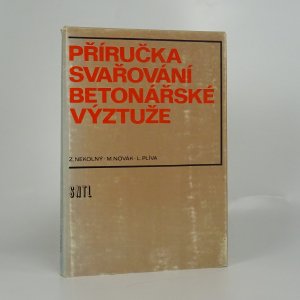 PŘÍRUČKA
SVAŘOVÁNÍ
BETONÁŘSKÉ
VÝZTUŽE
Z. NEKOLNÝ · M. NOVÁK · L. PLÍVA
SNTL